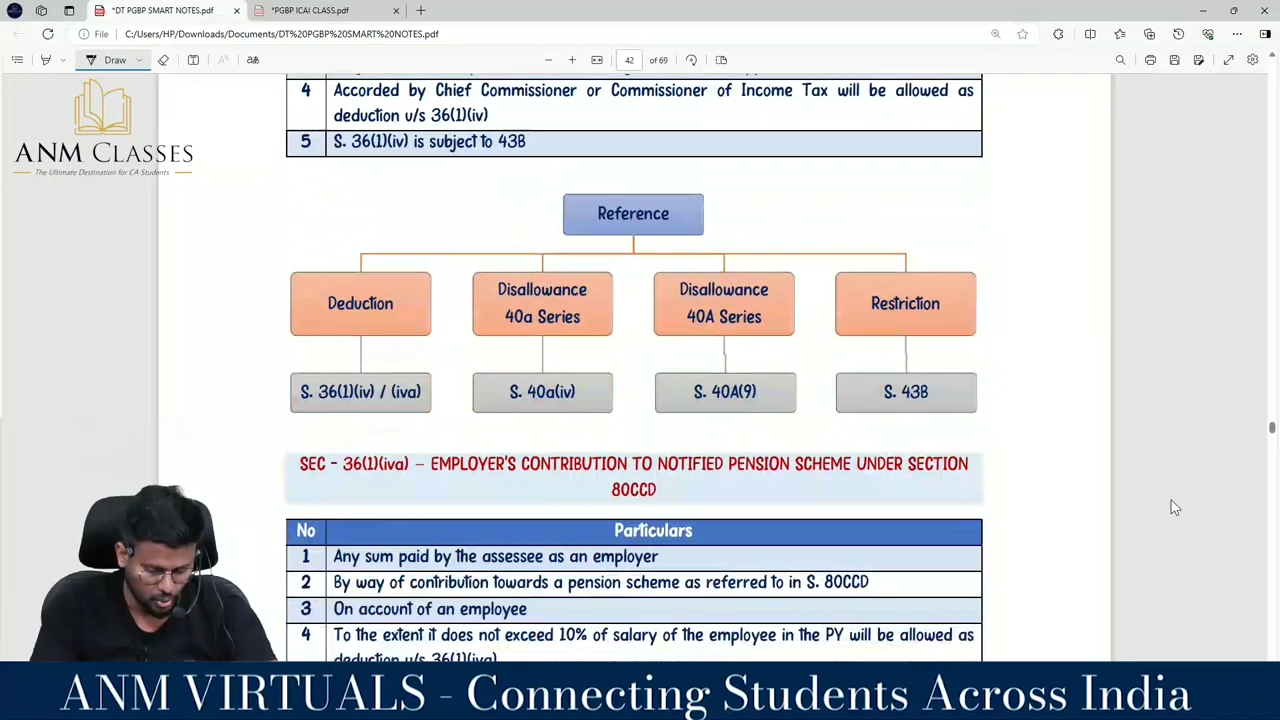 *DT PGBP SMART NOTES.pdf
*PGBP ICAI CLASS.pdf
File
C:/Users/HP/Downloads/Documents/DT%20PGBP%20SMART%20NOTES.pdf
Draw
42 of 69
4 Accorded by Chief Commissioner or Commissioner of Income Tax will be allowed as
deduction u/s 36(1)(iv)
5 S. 36(1)(iv) is subject to 43B
ANM CLASSES
The Ultimate Destination for CA Students
Reference
Deduction
Disallowance
40a Series
Disallowance
40A Series
Restriction
S. 36(1)(iv) / (iva)
S. 40a(iv)
S. 40A(9)
S. 43B
SEC - 36(1)(iva) – EMPLOYER'S CONTRIBUTION TO NOTIFIED PENSION SCHEME UNDER SECTION
80CCD
No Particulars
1 Any sum paid by the assessee as an employer
2 By way of contribution towards a pension scheme as referred to in S. 80CCD
3 On account of an employee
4 To the extent it does not exceed 10% of salary of the employee in the PY will be allowed as
deduction u/s 36(1)(iva)
ANM VIRTUALS - Connecting Students Across India